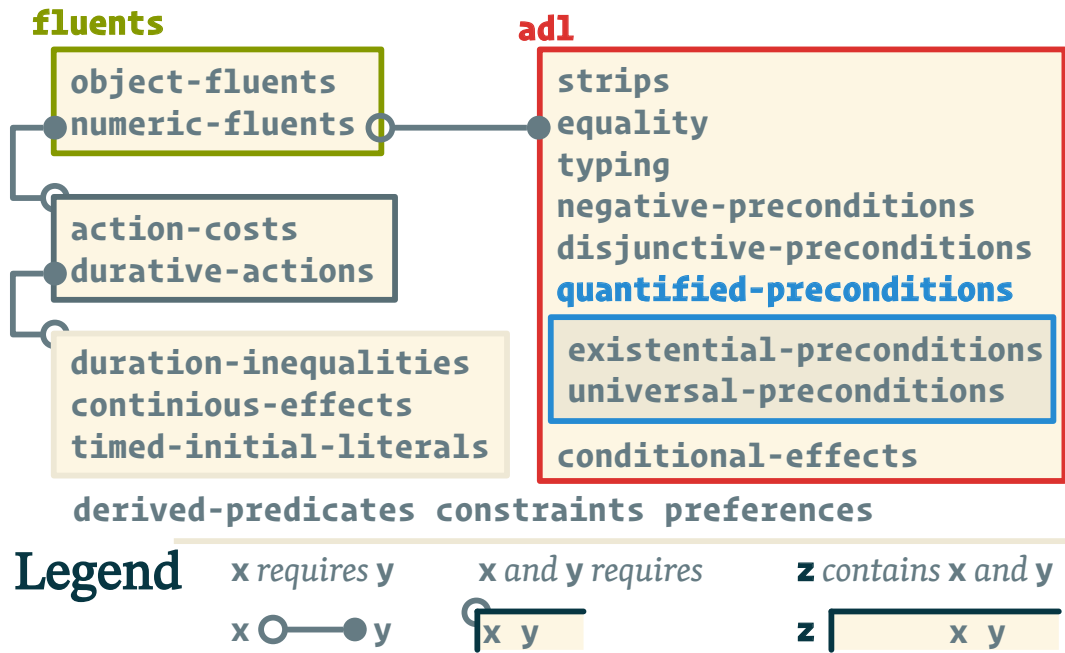 fluents
object-fluents
numeric-fluents
action-costs
durative-actions
duration-inequalities
continious-effects
timed-initial-literals
adl
strips
equality
typing
negative-preconditions
disjunctive-preconditions
quantified-preconditions
existential-preconditions
universal-preconditions
conditional-effects
derived-predicates constraints preferences
Legend
x requires y
x y
x and y requires
x y
z contains x and y
z x y